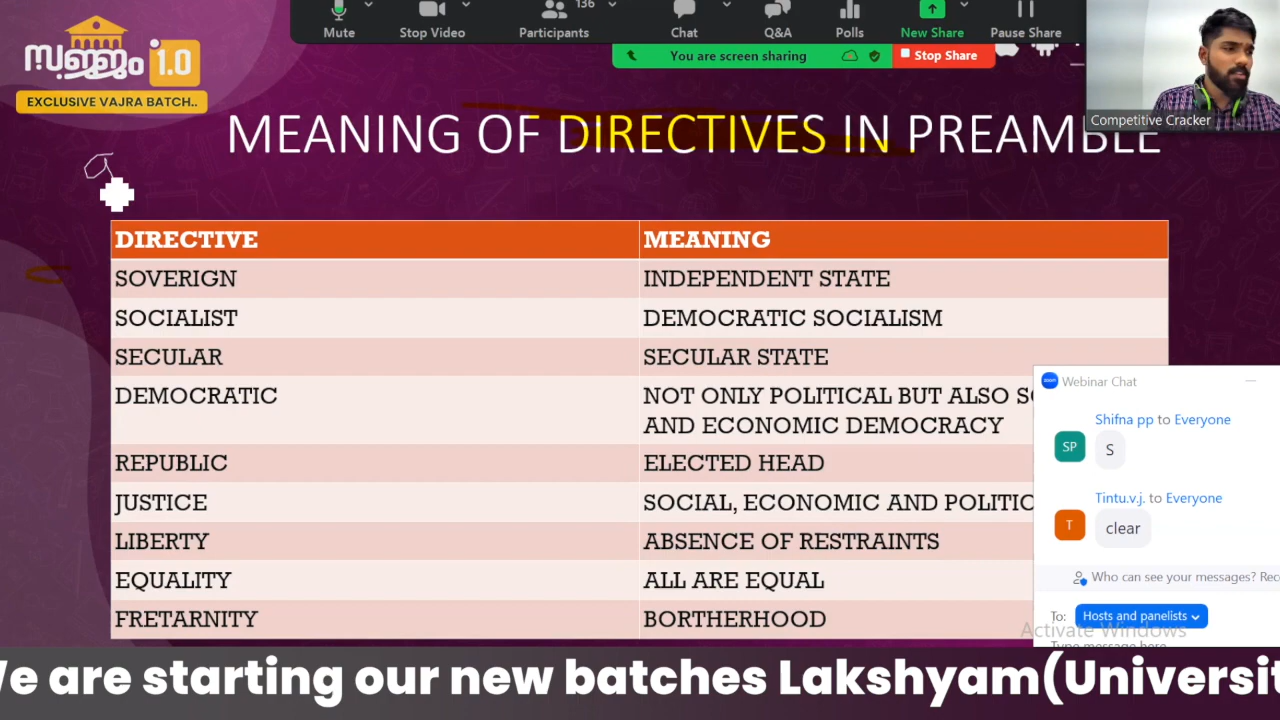 136
Mute
Stop Video
Participants
Chat
Q&A
Polls
New Share
Pause Share
You are screen sharing
Stop Share
1.0
EXCLUSIVE VAJRA BATCH..
Competitive Cracker
MEANING OF DIRECTIVES IN PREAMBLE
DIRECTIVE MEANING
SOVERIGN INDEPENDENT STATE
SOCIALIST DEMOCRATIC SOCIALISM
SECULAR SECULAR STATE
DEMOCRATIC NOT ONLY POLITICAL BUT ALSO
AND ECONOMIC DEMOCRACY
REPUBLIC ELECTED HEAD
JUSTICE SOCIAL, ECONOMIC AND POLITIC
LIBERTY ABSENCE OF RESTRAINTS
EQUALITY ALL ARE EQUAL
FRETARNITY BORTHERHOOD
Webinar Chat
Shifna pp to Everyone
SP
S
Tintu.v.j. to Everyone
T
clear
Who can see your messages? Rec
To: Hosts and panelists
Activate Windows
Type message here
We are starting our new batches Lakshyam(Universit